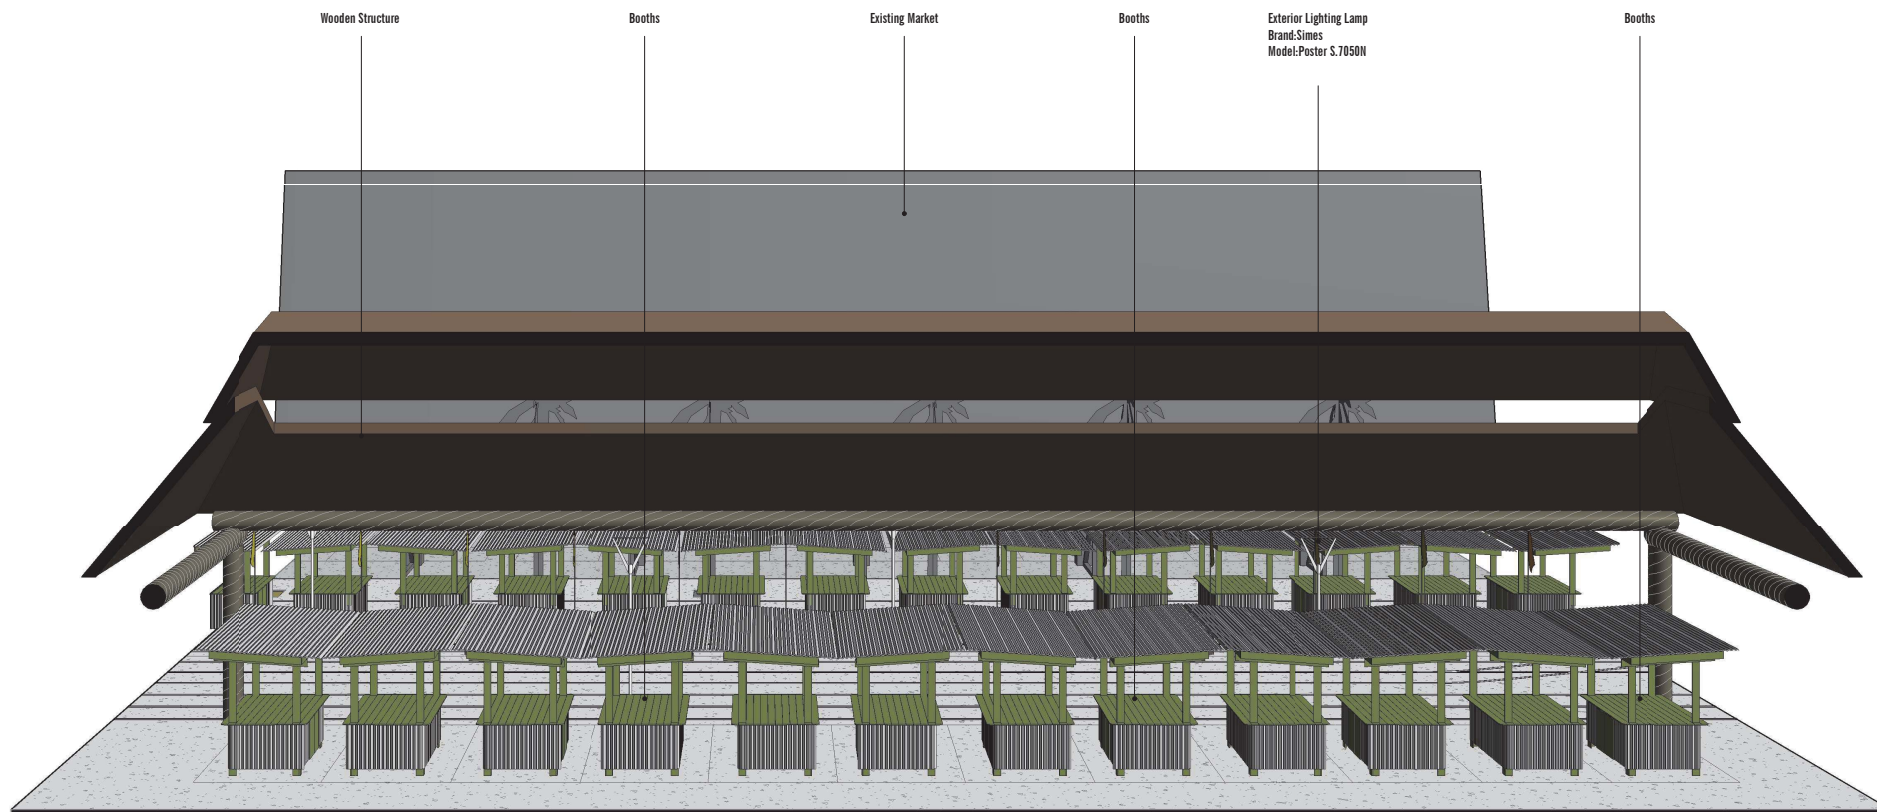 Wooden Structure
Booths
Existing Market
Booths
Exterior Lighting Lamp
Brand:Simes
Model:Poster S.7050N
Booths